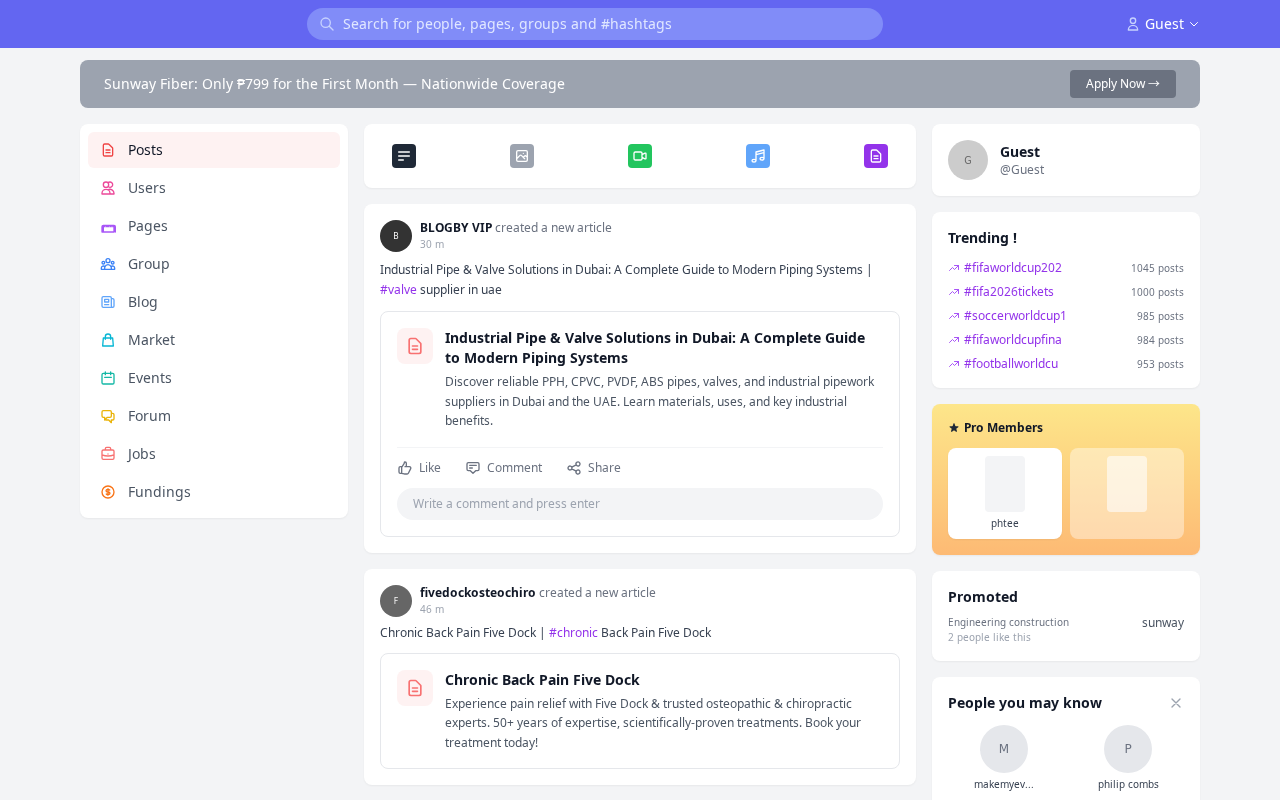 Search for people, pages, groups and #hashtags
Guest
Sunway Fiber: Only ₱799 for the First Month — Nationwide Coverage
Apply Now →
Posts
Users
Pages
Group
Blog
Market
Events
Forum
Jobs
Fundings
B
BLOGBY VIP created a new article
30 m
Industrial Pipe & Valve Solutions in Dubai: A Complete Guide to Modern Piping Systems |
#valve supplier in uae
Industrial Pipe & Valve Solutions in Dubai: A Complete Guide
to Modern Piping Systems
Discover reliable PPH, CPVC, PVDF, ABS pipes, valves, and industrial pipework
suppliers in Dubai and the UAE. Learn materials, uses, and key industrial
benefits.
Like
Comment
Share
Write a comment and press enter
F
fivedockosteochiro created a new article
46 m
Chronic Back Pain Five Dock | #chronic Back Pain Five Dock
Chronic Back Pain Five Dock
Experience pain relief with Five Dock & trusted osteopathic & chiropractic
experts. 50+ years of expertise, scientifically-proven treatments. Book your
treatment today!
G
Guest
@Guest
Trending !
#fifaworldcup202 1045 posts
#fifa2026tickets 1000 posts
#soccerworldcup1 985 posts
#fifaworldcupfina 984 posts
#footballworldcu 953 posts
Pro Members
phtee
Promoted
Engineering construction
2 people like this
sunway
People you may know
M
P
makemyev...
philip combs